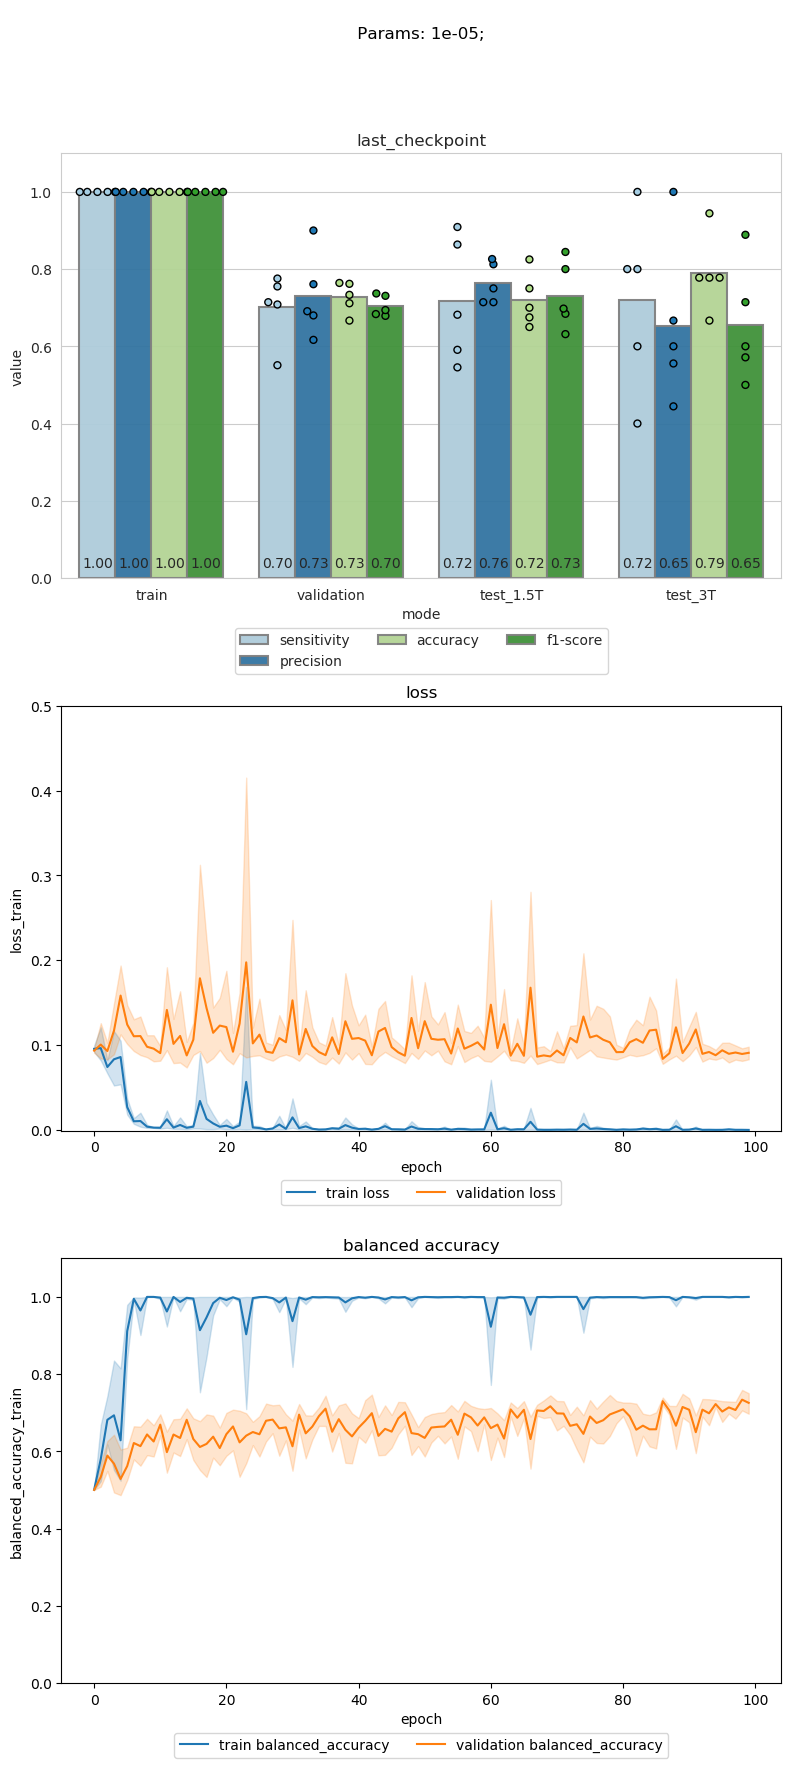 Params: 1e-05;
last_checkpoint
1.0
0.8
0.6
0.4
0.2
0.0
value
1.00 1.00 1.00 1.00 0.70 0.73 0.73 0.70 0.72 0.76 0.72 0.73 0.72 0.65 0.79 0.65
train validation test_1.5T test_3T
mode
sensitivity accuracy f1-score
precision
loss
0.5
0.4
0.3
0.2
0.1
0.0
loss_train
0 20 40 60 80 100
epoch
train loss validation loss
balanced accuracy
1.0
0.8
0.6
0.4
0.2
0.0
balanced_accuracy_train
0 20 40 60 80 100
epoch
train balanced_accuracy validation balanced_accuracy